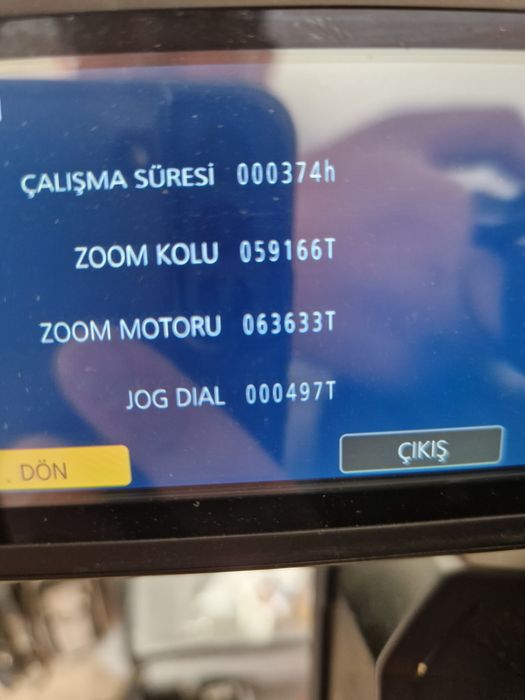 ÇALIŞMA SÜRESİ 000374h
ZOOM KOLU 059166T
ZOOM MOTORU 063633T
JOG DIAL 000497T
DÖN
ÇIKIŞ